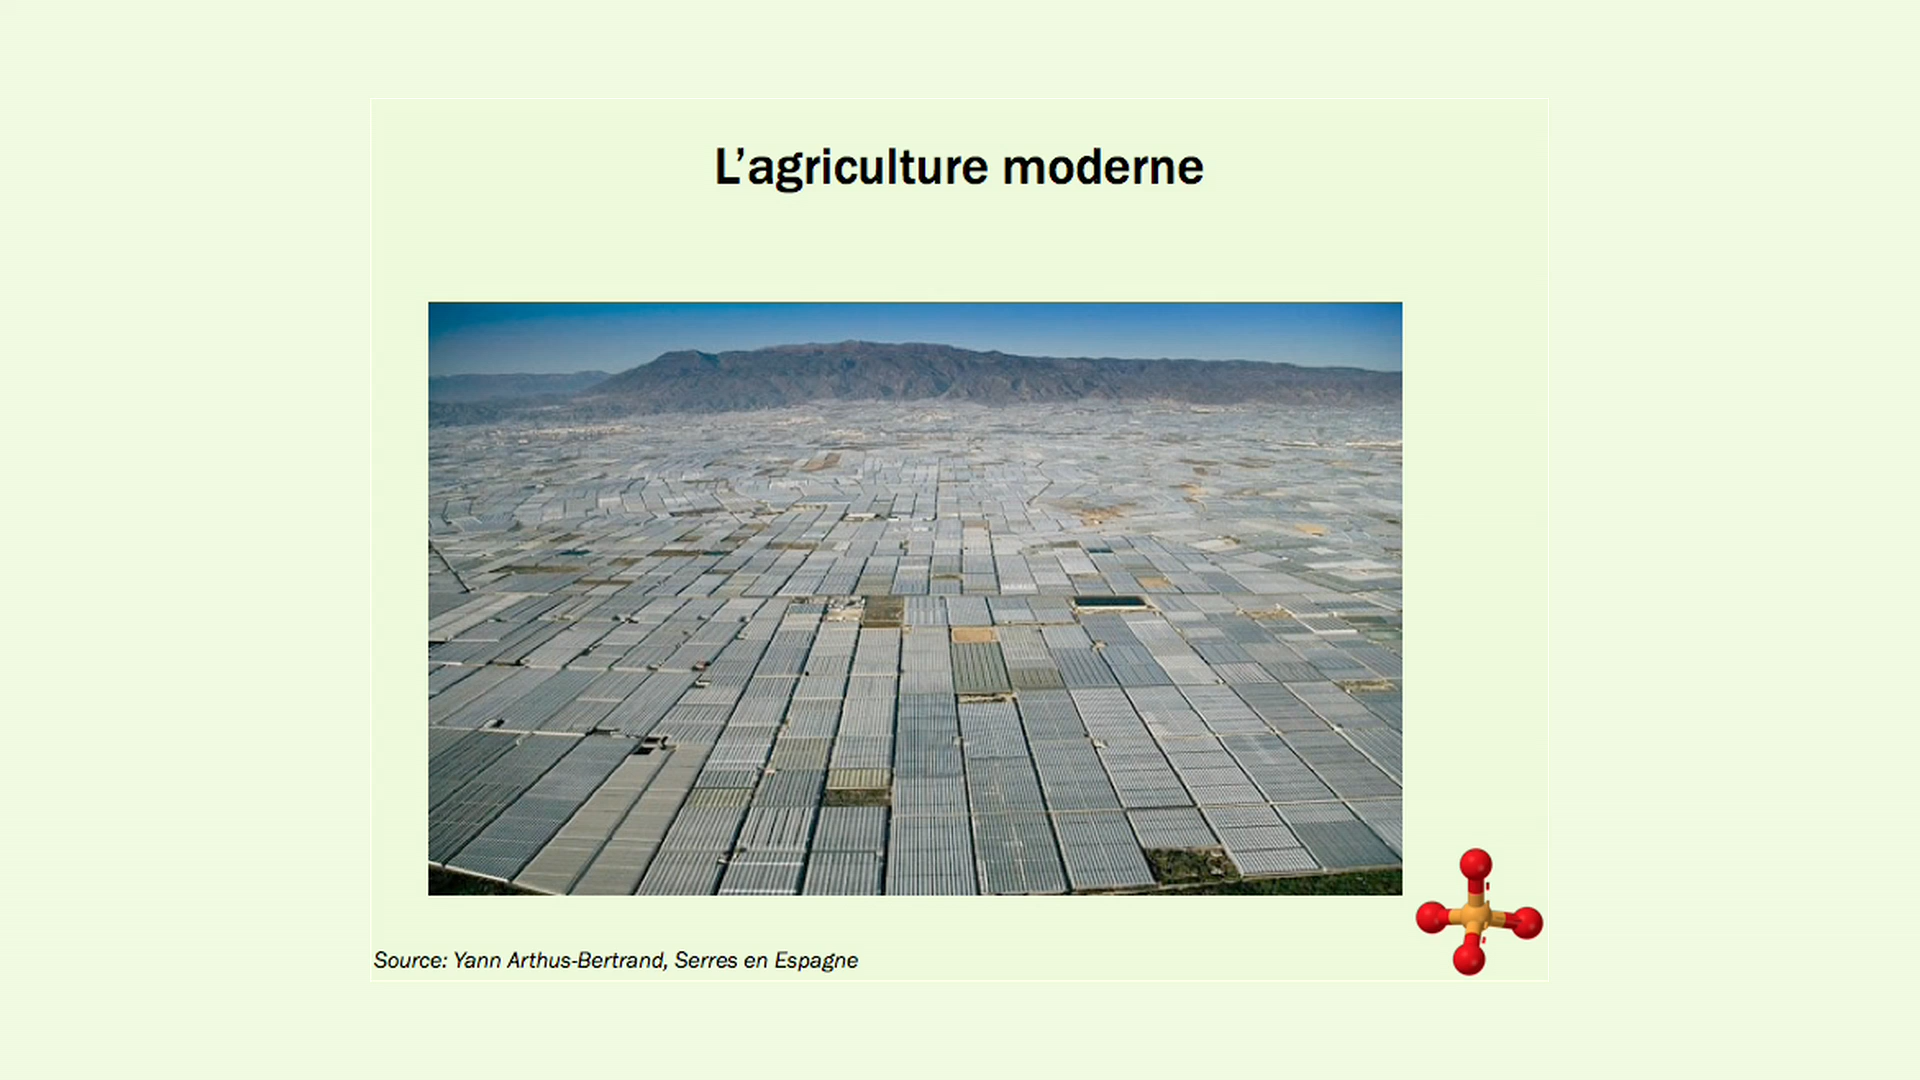 L’agriculture moderne
Source: Yann Arthus-Bertrand, Serres en Espagne